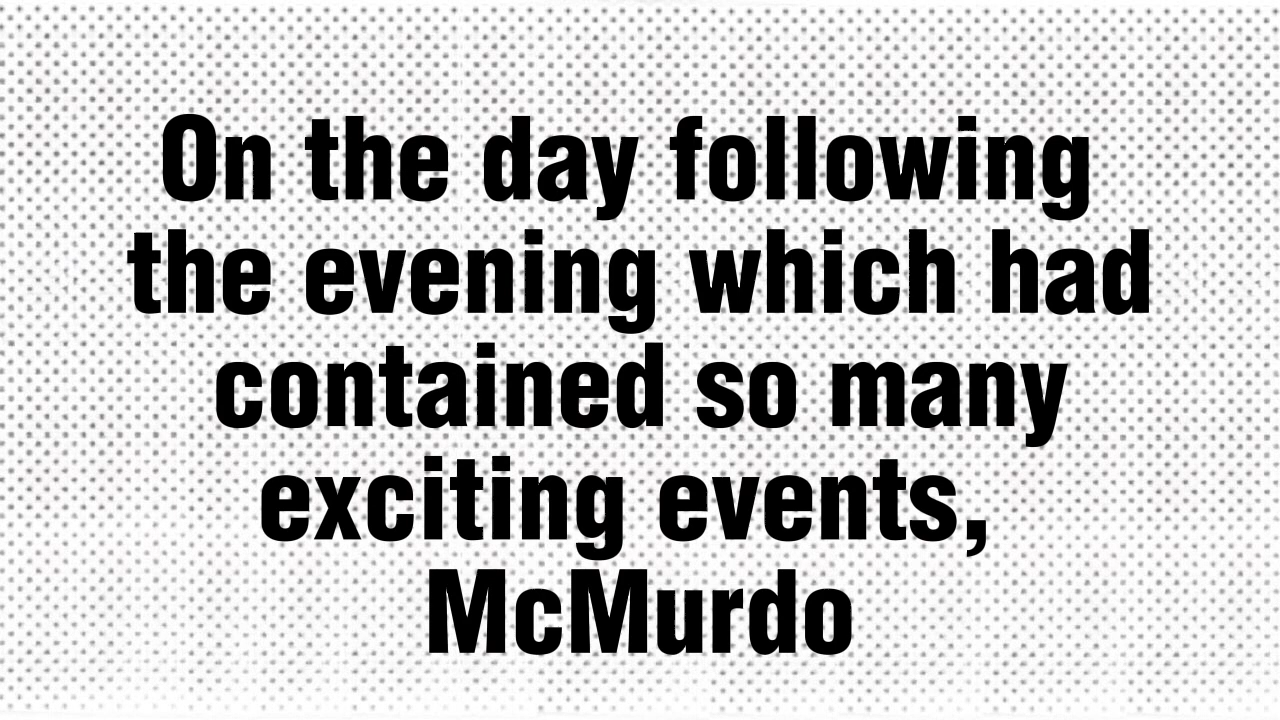 On the day following
the evening which had
contained so many
exciting events,
McMurdo